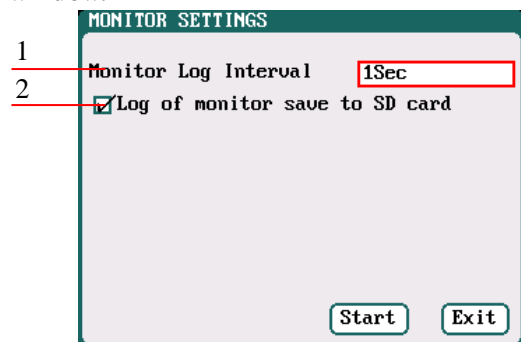 MONITOR SETTINGS
1
Monitor Log Interval 1Sec
2
Log of monitor save to SD card
Start Exit